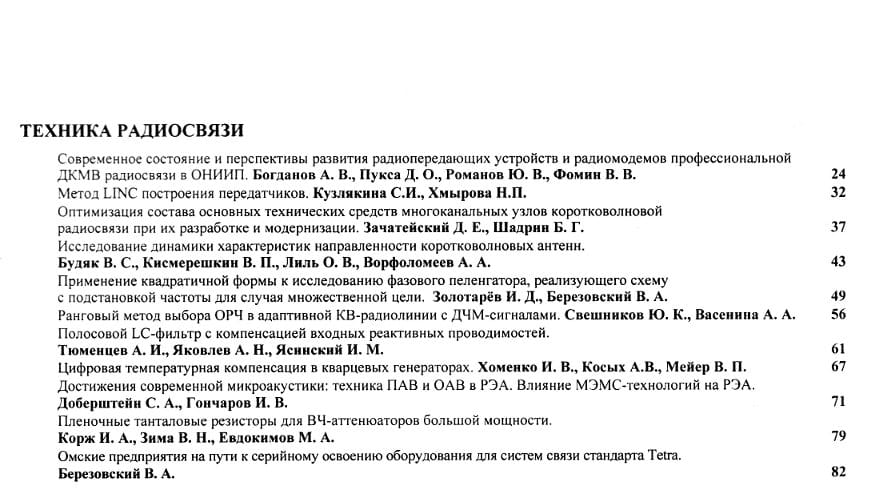 ТЕХНИКА РАДИОСВЯЗИ
Современное состояние и перспективы развития радиопередающих устройств и радиомодемов профессиональной
ДКМВ радиосвязи в ОНИИП. Богданов А. В., Пукса Д. О., Романов Ю. В., Фомин В. В. 24
Метод LINC построения передатчиков. Кузлякина С.И., Хмырова Н.П. 32
Оптимизация состава основных технических средств многоканальных узлов коротковолновой
радиосвязи при их разработке и модернизации. Зачатейский Д. Е., Шадрин Б. Г. 37
Исследование динамики характеристик направленности коротковолновых антенн.
Будяк В. С., Кисмерешкин В. П., Лиль О. В., Ворфоломеев А. А. 43
Применение квадратичной формы к исследованию фазового пеленгатора, реализующего схему
с подстановкой частоты для случая множественной цели. Золотарёв И. Д., Березовский В. А. 49
Ранговый метод выбора ОРЧ в адаптивной КВ-радиолинии с ДЧМ-сигналами. Свешников Ю. К., Васенина А. А. 56
Полосовой LC-фильтр с компенсацией входных реактивных проводимостей.
Тюменцев А. И., Яковлев А. Н., Ясинский И. М. 61
Цифровая температурная компенсация в кварцевых генераторах. Хоменко И. В., Косых А.В., Мейер В. П. 67
Достижения современной микроакустики: техника ПАВ и ОАВ в РЭА. Влияние МЭМС-технологий на РЭА.
Доберштейн С. А., Гончаров И. В. 71
Пленочные танталовые резисторы для ВЧ-аттенюаторов большой мощности.
Корж И. А., Зима В. Н., Евдокимов М. А. 79
Омские предприятия на пути к серийному освоению оборудования для систем связи стандарта Tetra.
Березовский В. А. 82